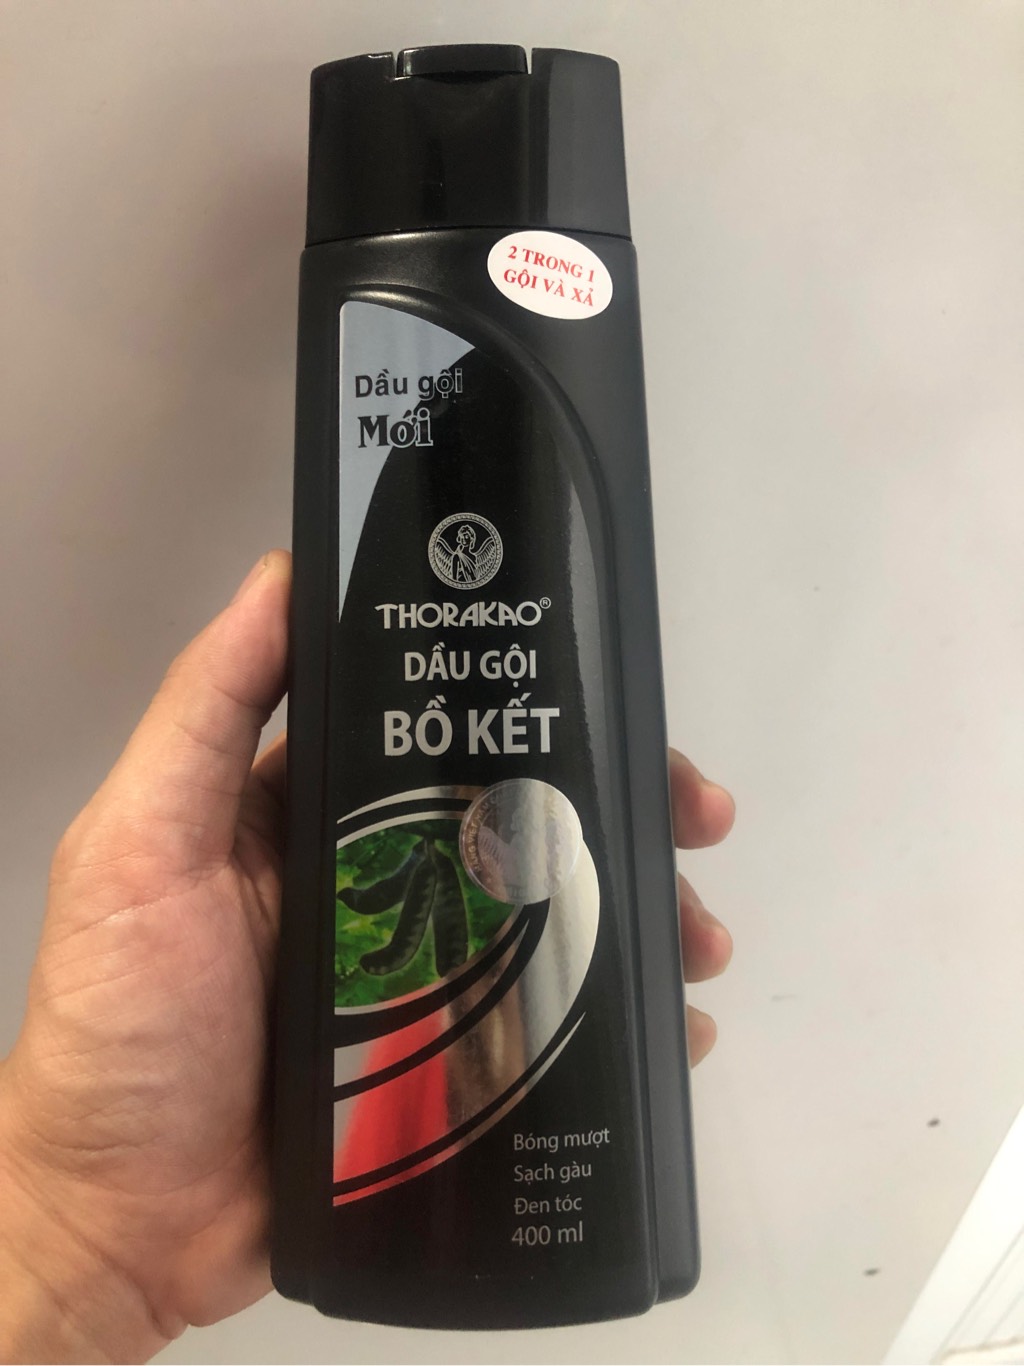 2 TRONG 1
GỘI VÀ XẢ
Dầu gội
Mới
THORAKAO®
DẦU GỘI
BỒ KẾT
Bóng mượt
Sạch gàu
Đen tóc
400 ml